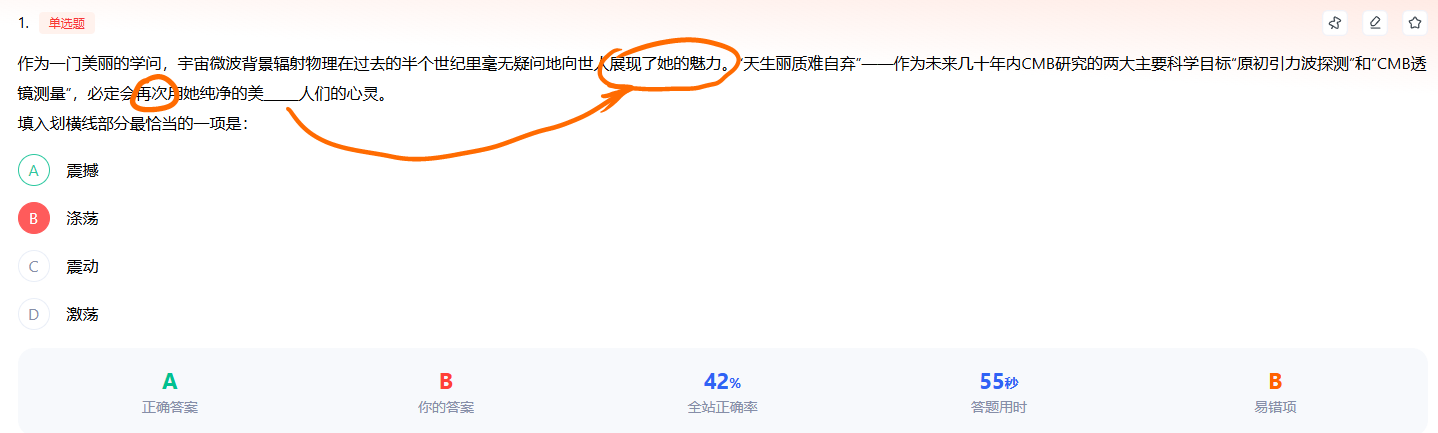 1. 单选题
作为一门美丽的学问，宇宙微波背景辐射物理在过去的半个世纪里毫无疑问地向世人展现了她的魅力。“天生丽质难自弃”——作为未来几十年内CMB研究的两大主要科学目标“原初引力波探测”和“CMB透
镜测量”，必定会再次用她纯净的美_____人们的心灵。
填入划横线部分最恰当的一项是：
A 震撼
B 涤荡
C 震动
D 激荡
A B 42% 55秒 B
正确答案 你的答案 全站正确率 答题用时 易错项